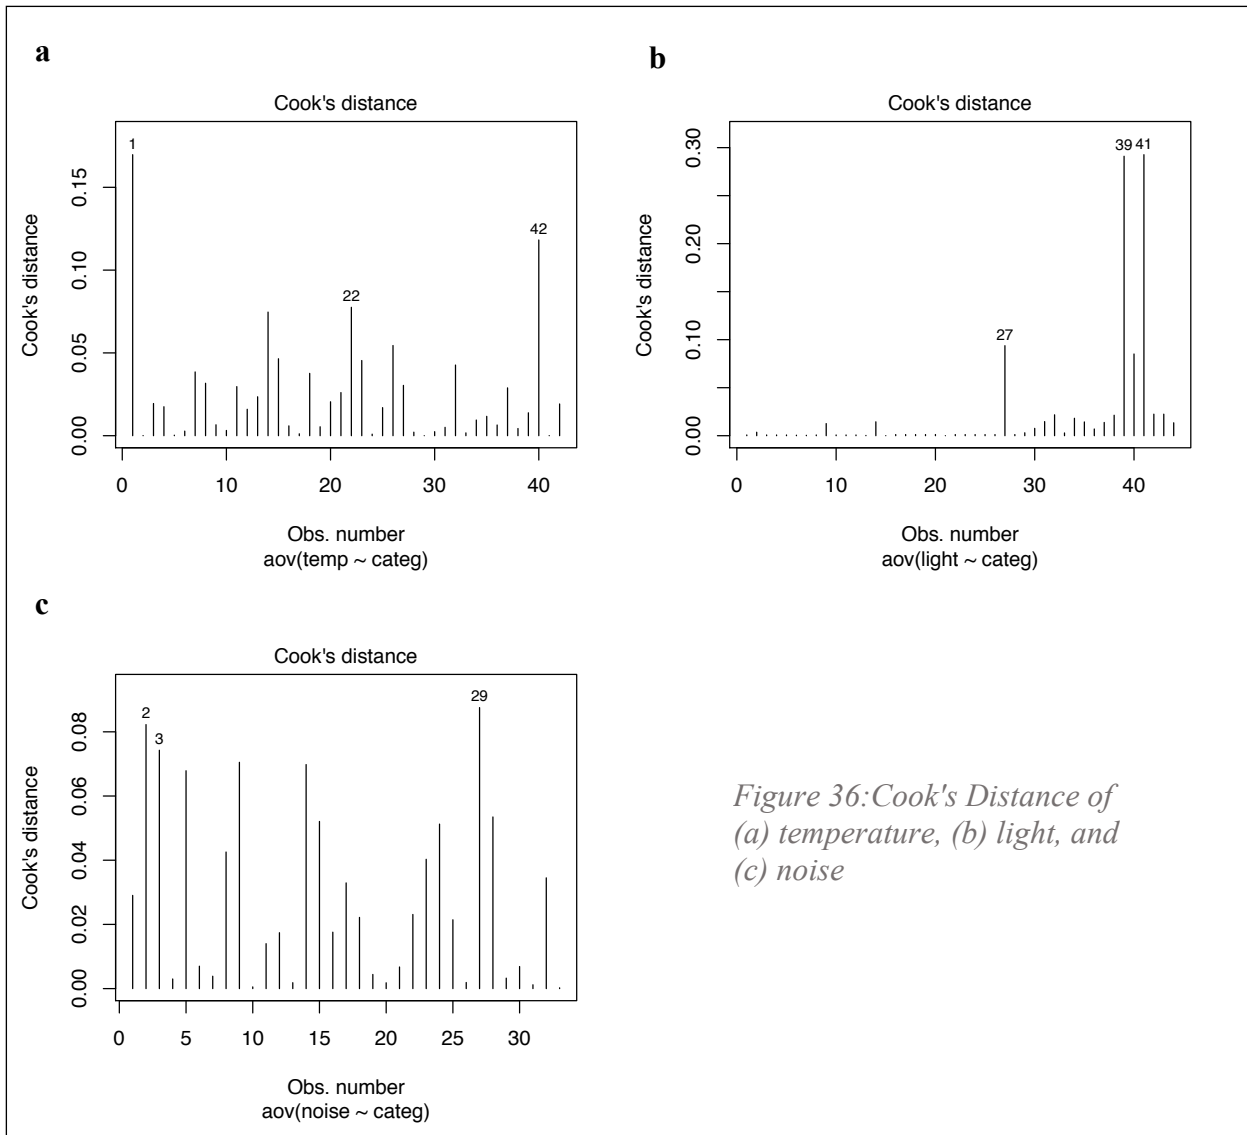 a
Cook's distance
Cook's distance
0.00 0.05 0.10 0.15
1
22
42
0 10 20 30 40
Obs. number
aov(temp ~ categ)
b
Cook's distance
Cook's distance
0.00 0.10 0.20 0.30
27
39 41
0 10 20 30 40
Obs. number
aov(light ~ categ)
c
Cook's distance
Cook's distance
0.00 0.02 0.04 0.06 0.08
2
3
29
0 5 10 15 20 25 30
Obs. number
aov(noise ~ categ)
Figure 36:Cook's Distance of
(a) temperature, (b) light, and
(c) noise